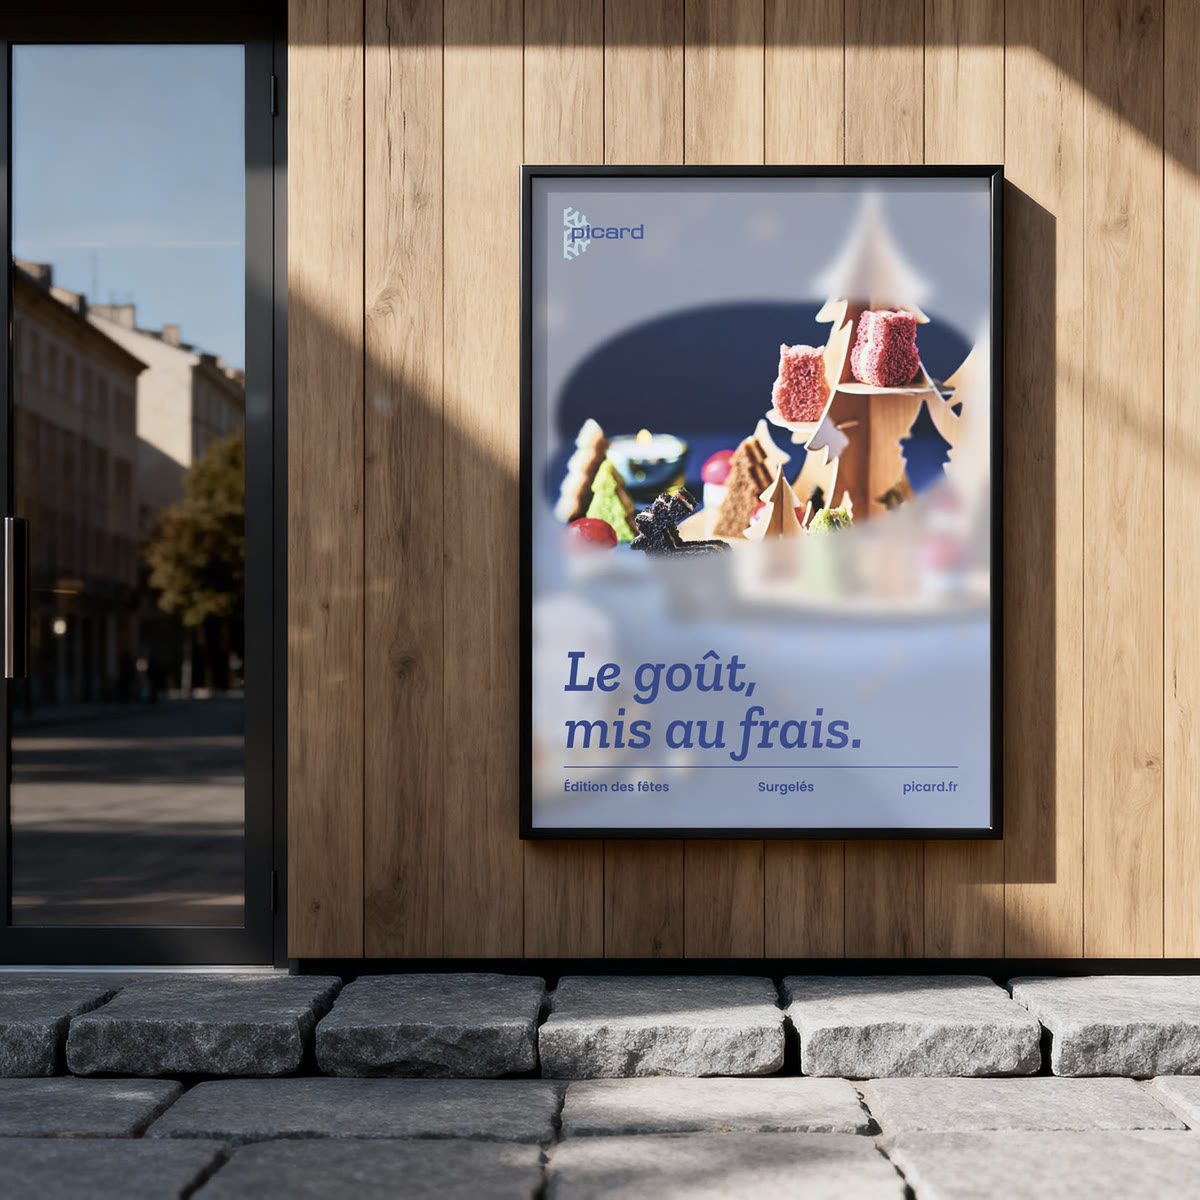 picard
Le goût,
mis au frais.
Édition des fêtes
Surgelés
picard.fr